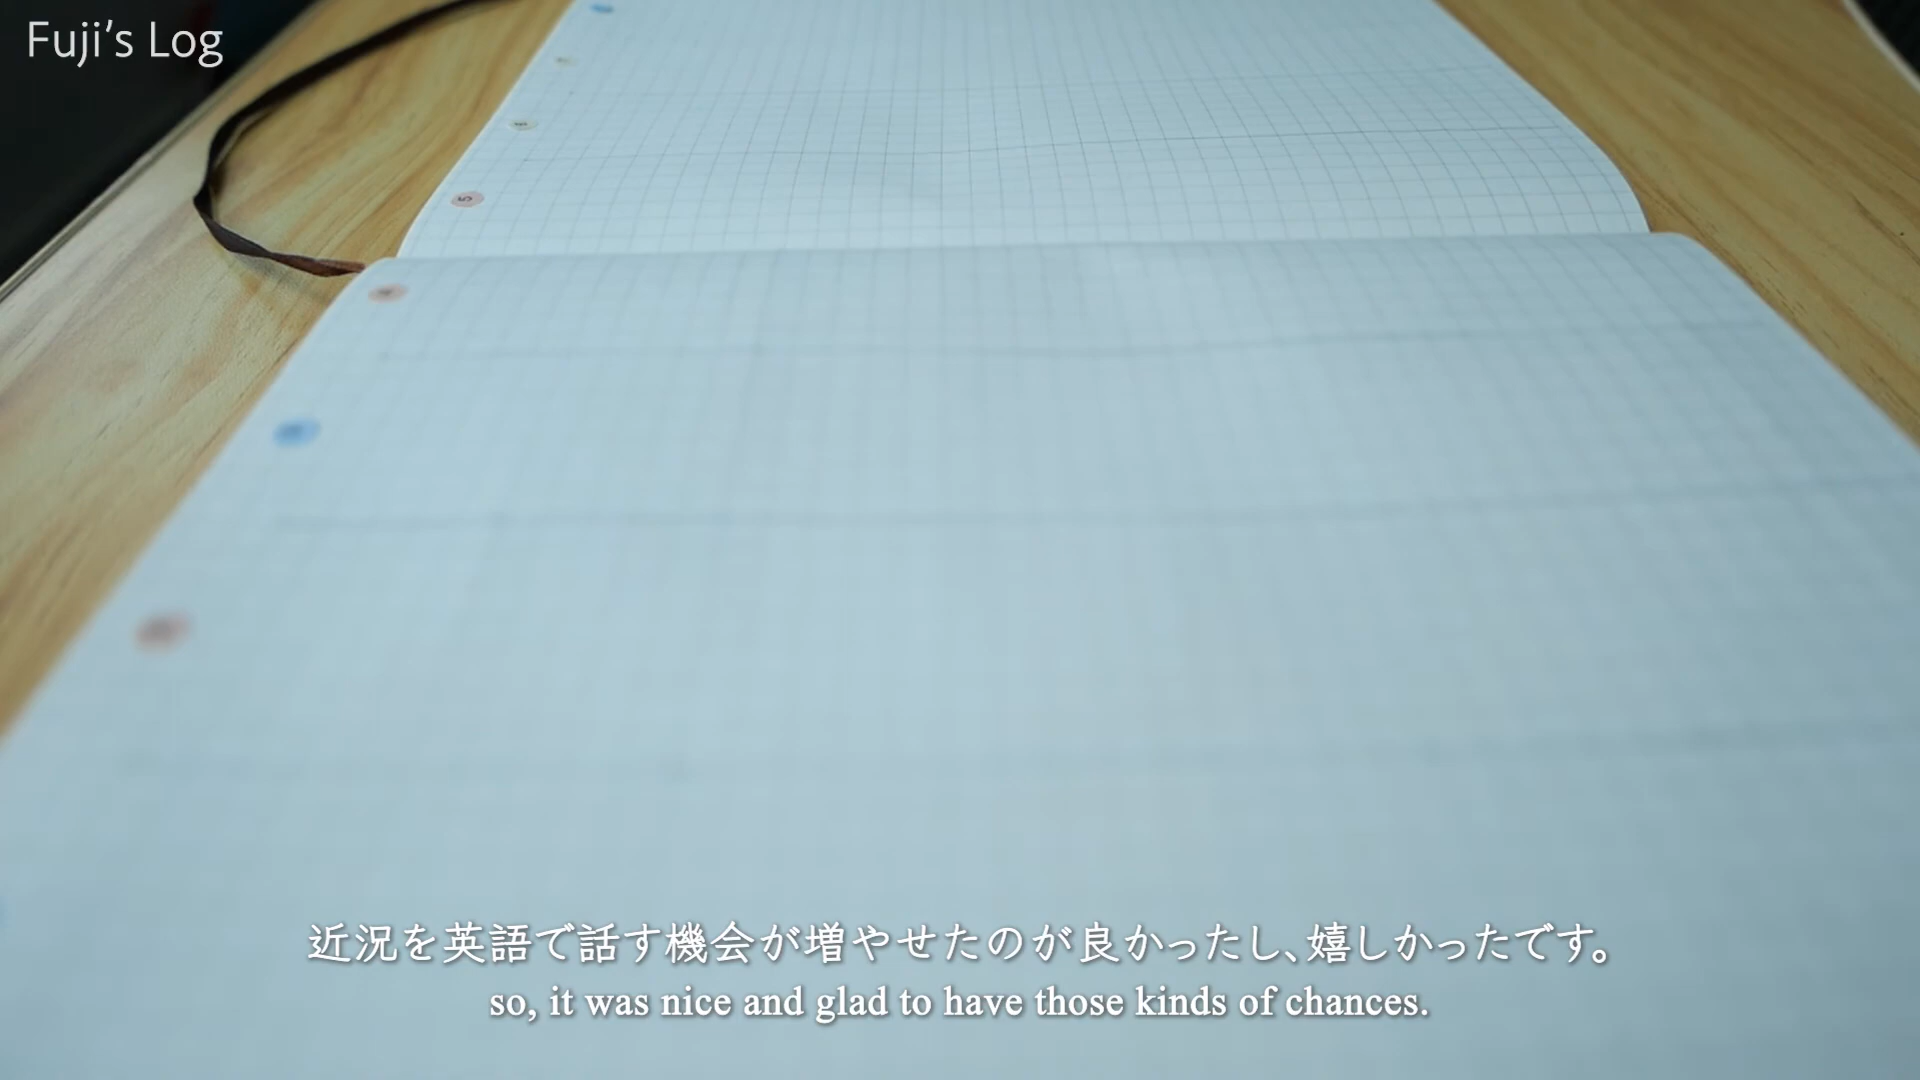 Fuji's Log
5
近況を英語で話す機会が増やせたのが良かったし、嬉しかったです。
so, it was nice and glad to have those kinds of chances.